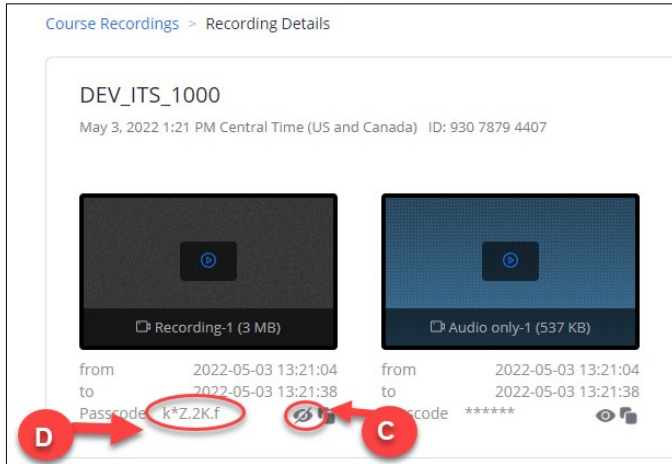 Course Recordings > Recording Details
DEV_ITS_1000
May 3, 2022 1:21 PM Central Time (US and Canada) ID: 930 7879 4407
Recording-1 (3 MB)
Audio only-1 (537 KB)
from 2022-05-03 13:21:04
to 2022-05-03 13:21:38
Passcode k*Z.2K.f
from 2022-05-03 13:21:04
to 2022-05-03 13:21:38
******
D
C